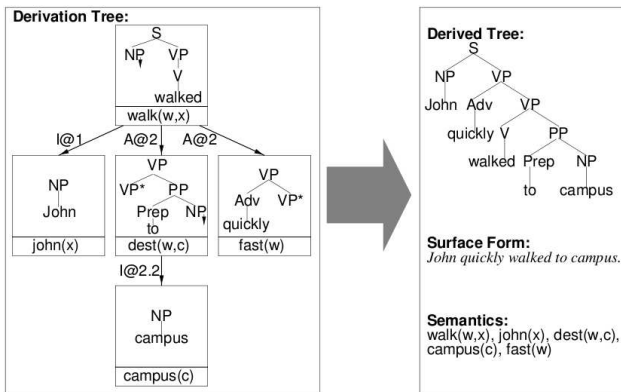 Derivation Tree:
S
NP VP
V
walked
walk(w,x)
I@1 A@2 A@2
NP
John
john(x)
VP
VP* PP
Prep NP
to
dest(w,c)
VP
Adv VP*
quickly
fast(w)
I@2.2
NP
campus
campus(c)
Derived Tree:
S
NP VP
John Adv VP
quickly V PP
walked Prep NP
to campus
Surface Form:
John quickly walked to campus.
Semantics:
walk(w,x), john(x), dest(w,c),
campus(c), fast(w)